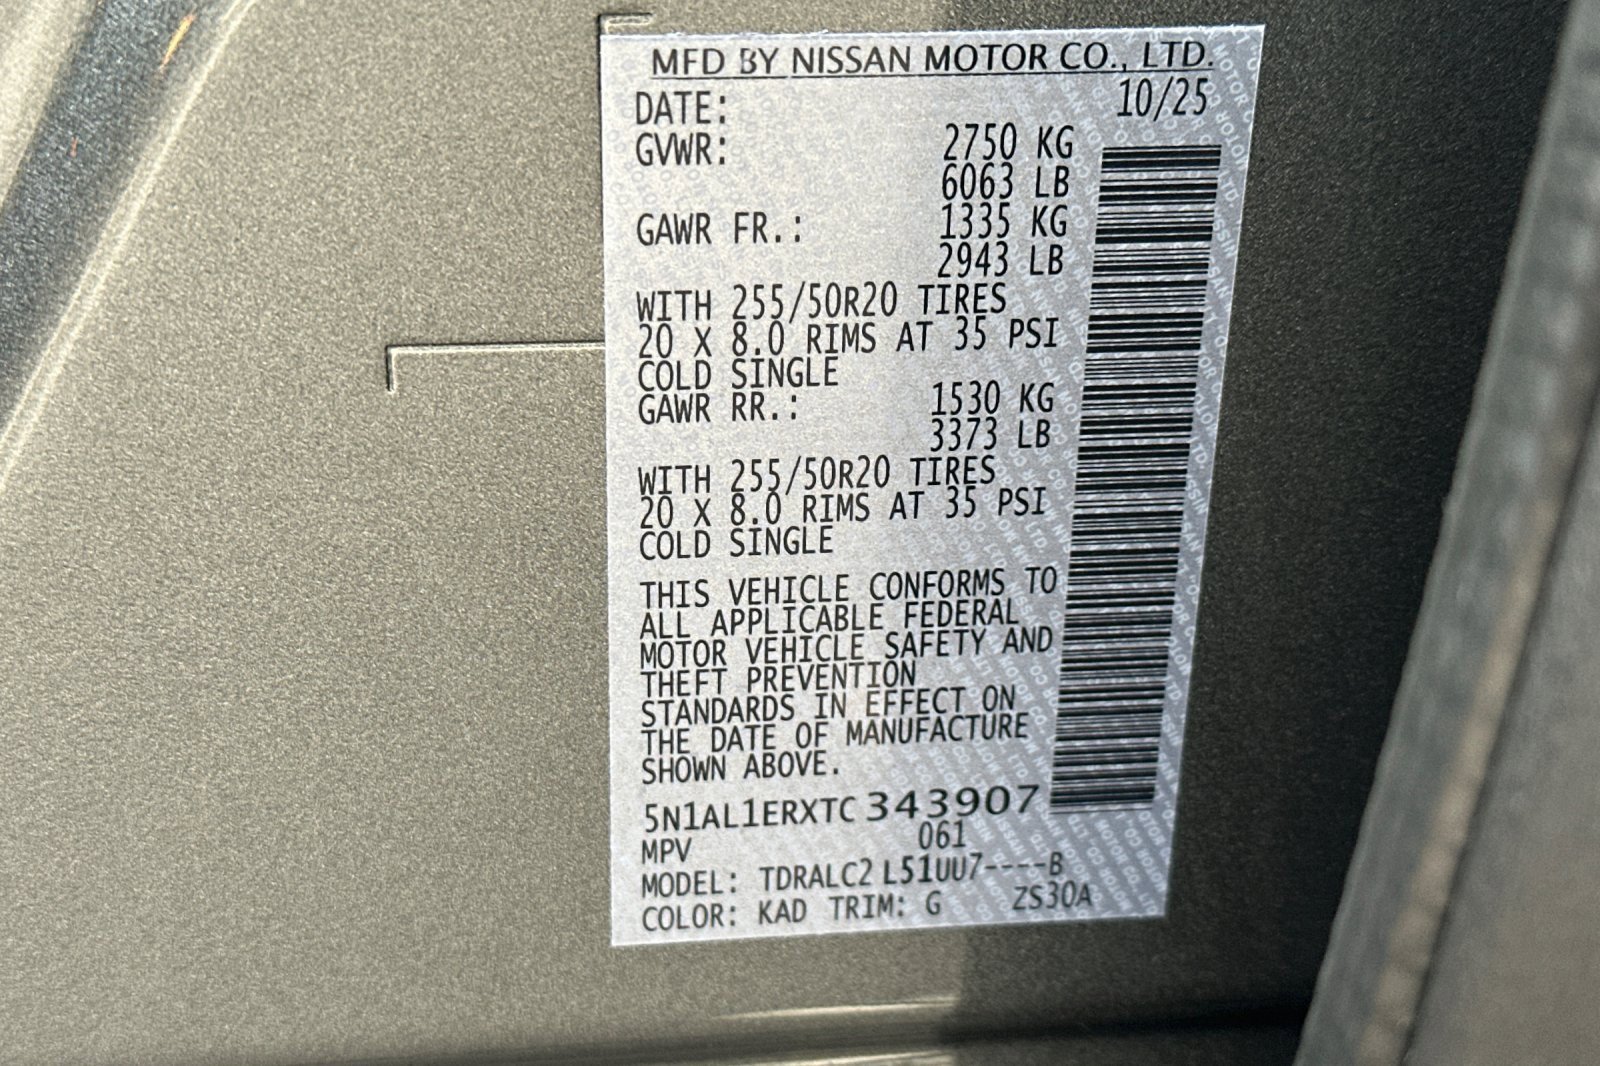 MFD BY NISSAN MOTOR CO., LTD.
DATE: 10/25
GVWR: 2750 KG
6063 LB
GAWR FR.: 1335 KG
2943 LB
WITH 255/50R20 TIRES
20 X 8.0 RIMS AT 35 PSI
COLD SINGLE
GAWR RR.: 1530 KG
3373 LB
WITH 255/50R20 TIRES
20 X 8.0 RIMS AT 35 PSI
COLD SINGLE
THIS VEHICLE CONFORMS TO
ALL APPLICABLE FEDERAL
MOTOR VEHICLE SAFETY AND
THEFT PREVENTION
STANDARDS IN EFFECT ON
THE DATE OF MANUFACTURE
SHOWN ABOVE.
5N1AL1ERXTC343907
MPV 061
MODEL: TDRALC2 L51UU7----B
COLOR: KAD TRIM: G ZS30A